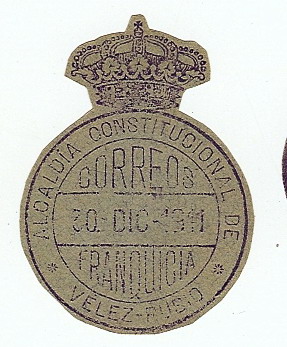 ALCALDIA CONSTITUCIONAL DE
CORREOS
30. DIC. 1911
FRANQUICIA
* VELEZ-RUBIO *